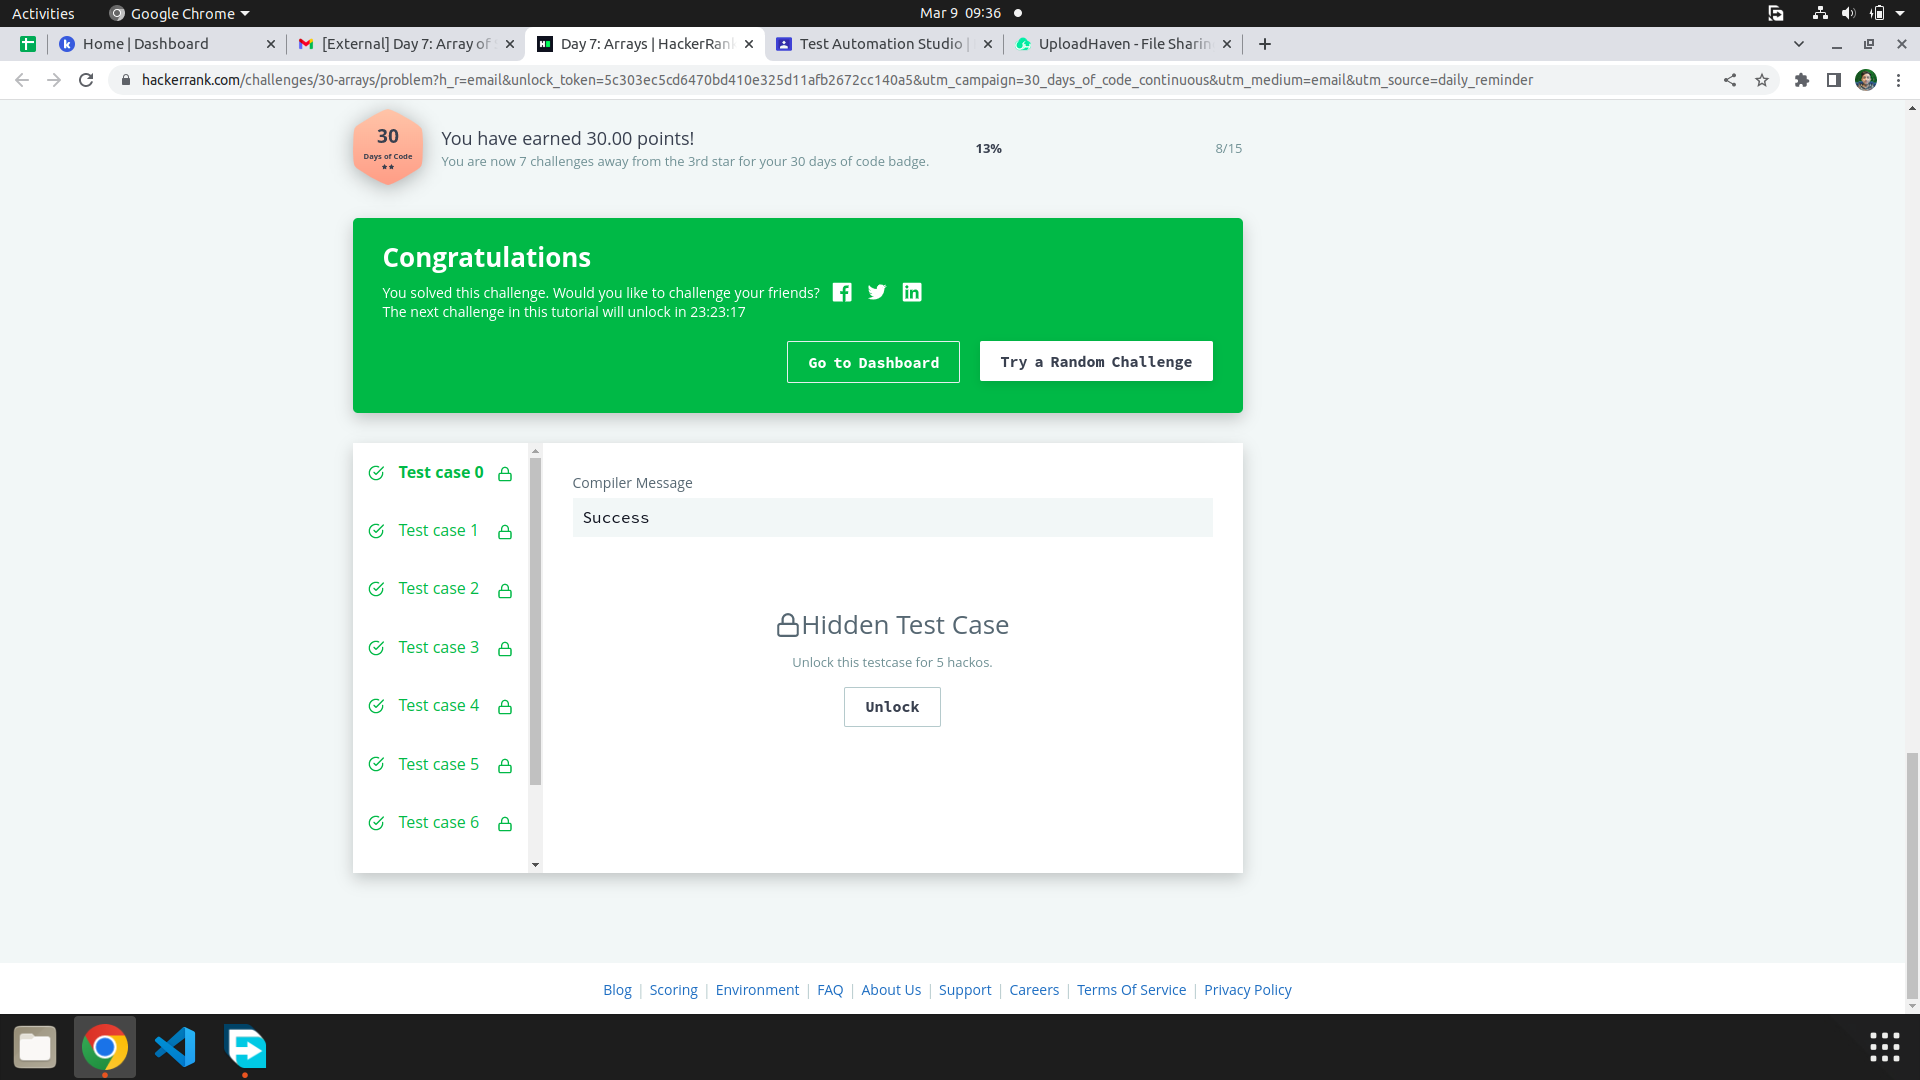 Activities
Google Chrome
Mar 9 09:36
Home | Dashboard
[External] Day 7: Array of
Day 7: Arrays | HackerRank
Test Automation Studio |
UploadHaven - File Sharin
hackerrank.com/challenges/30-arrays/problem?h_r=email&unlock_token=5c303ec5cd6470bd410e325d11afb2672cc140a5&utm_campaign=30_days_of_code_continuous&utm_medium=email&utm_source=daily_reminder
30
Days of Code
You have earned 30.00 points!
You are now 7 challenges away from the 3rd star for your 30 days of code badge.
13%
8/15
Congratulations
You solved this challenge. Would you like to challenge your friends?
The next challenge in this tutorial will unlock in 23:23:17
Go to Dashboard
Try a Random Challenge
Test case 0
Test case 1
Test case 2
Test case 3
Test case 4
Test case 5
Test case 6
Compiler Message
Success
Hidden Test Case
Unlock this testcase for 5 hackos.
Unlock
Blog | Scoring | Environment | FAQ | About Us | Support | Careers | Terms Of Service | Privacy Policy